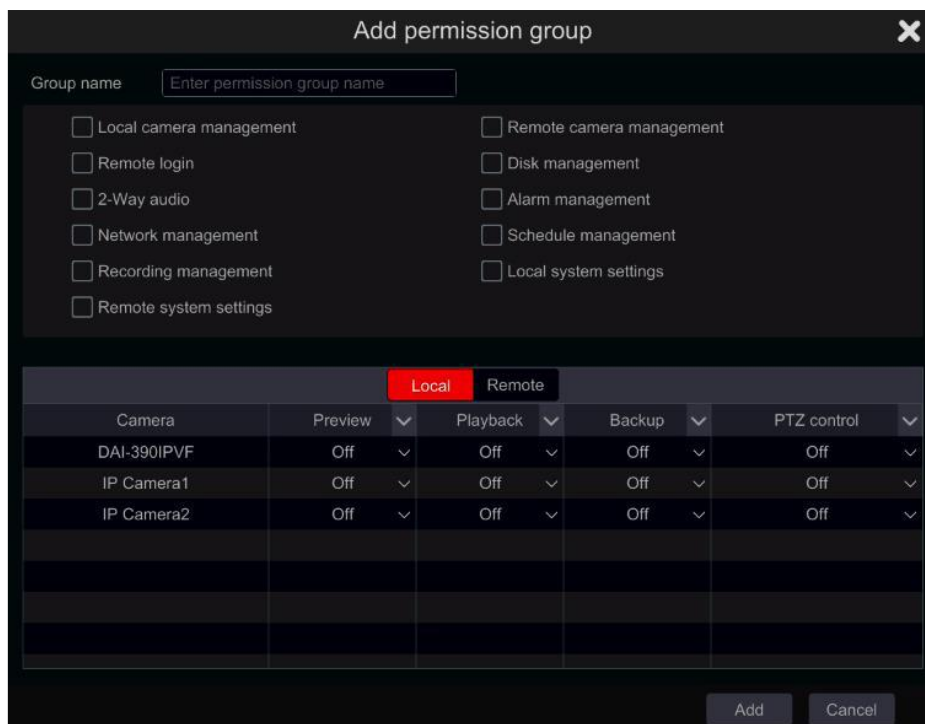 Add permission group
Group name Enter permission group name
Local camera management Remote camera management
Remote login Disk management
2-Way audio Alarm management
Network management Schedule management
Recording management Local system settings
Remote system settings
Local Remote
Camera Preview Playback Backup PTZ control
DAI-390IPVF Off Off Off Off
IP Camera1 Off Off Off Off
IP Camera2 Off Off Off Off
Add Cancel